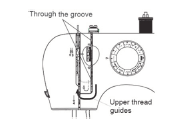 Through the groove
Upper thread
guides